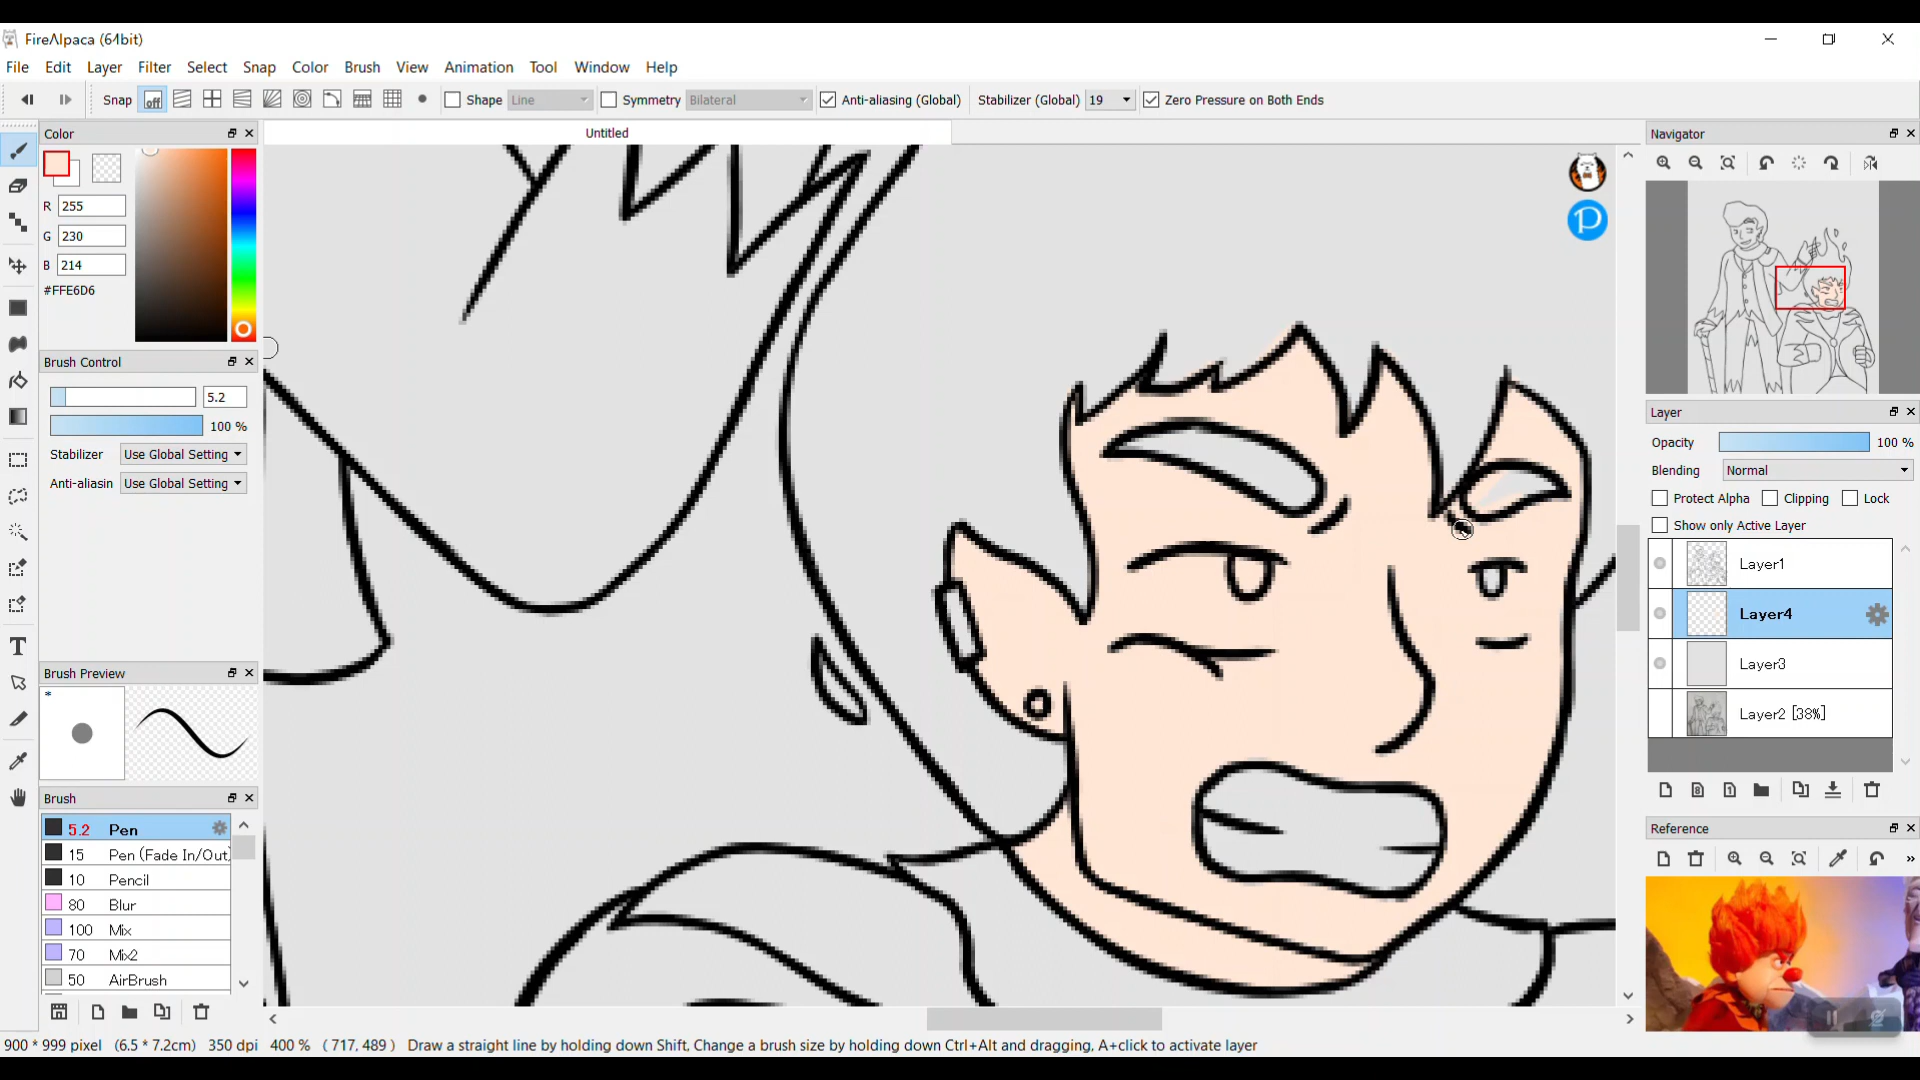 FireAlpaca (64bit)
File Edit Layer Filter Select Snap Color Brush View Animation Tool Window Help
Snap off Shape Line Symmetry Bilateral Anti-aliasing (Global) Stabilizer (Global) 19 Zero Pressure on Both Ends
Color
Untitled
Navigator
R 255
G 230
B 214
#FFE6D6
Brush Control
5.2
100 %
Stabilizer Use Global Setting
Anti-aliasin Use Global Setting
Layer
Opacity 100 %
Blending Normal
Protect Alpha Clipping Lock
Show only Active Layer
Layer1
Layer4
Layer3
Layer2 [38%]
Brush Preview
*
Brush
5.2 Pen
15 Pen (Fade In/Out)
10 Pencil
80 Blur
100 Mix
70 Mix2
50 AirBrush
Reference
900 * 999 pixel (6.5 * 7.2cm) 350 dpi 400 % ( 717, 489 ) Draw a straight line by holding down Shift, Change a brush size by holding down Ctrl+Alt and dragging, A+click to activate layer